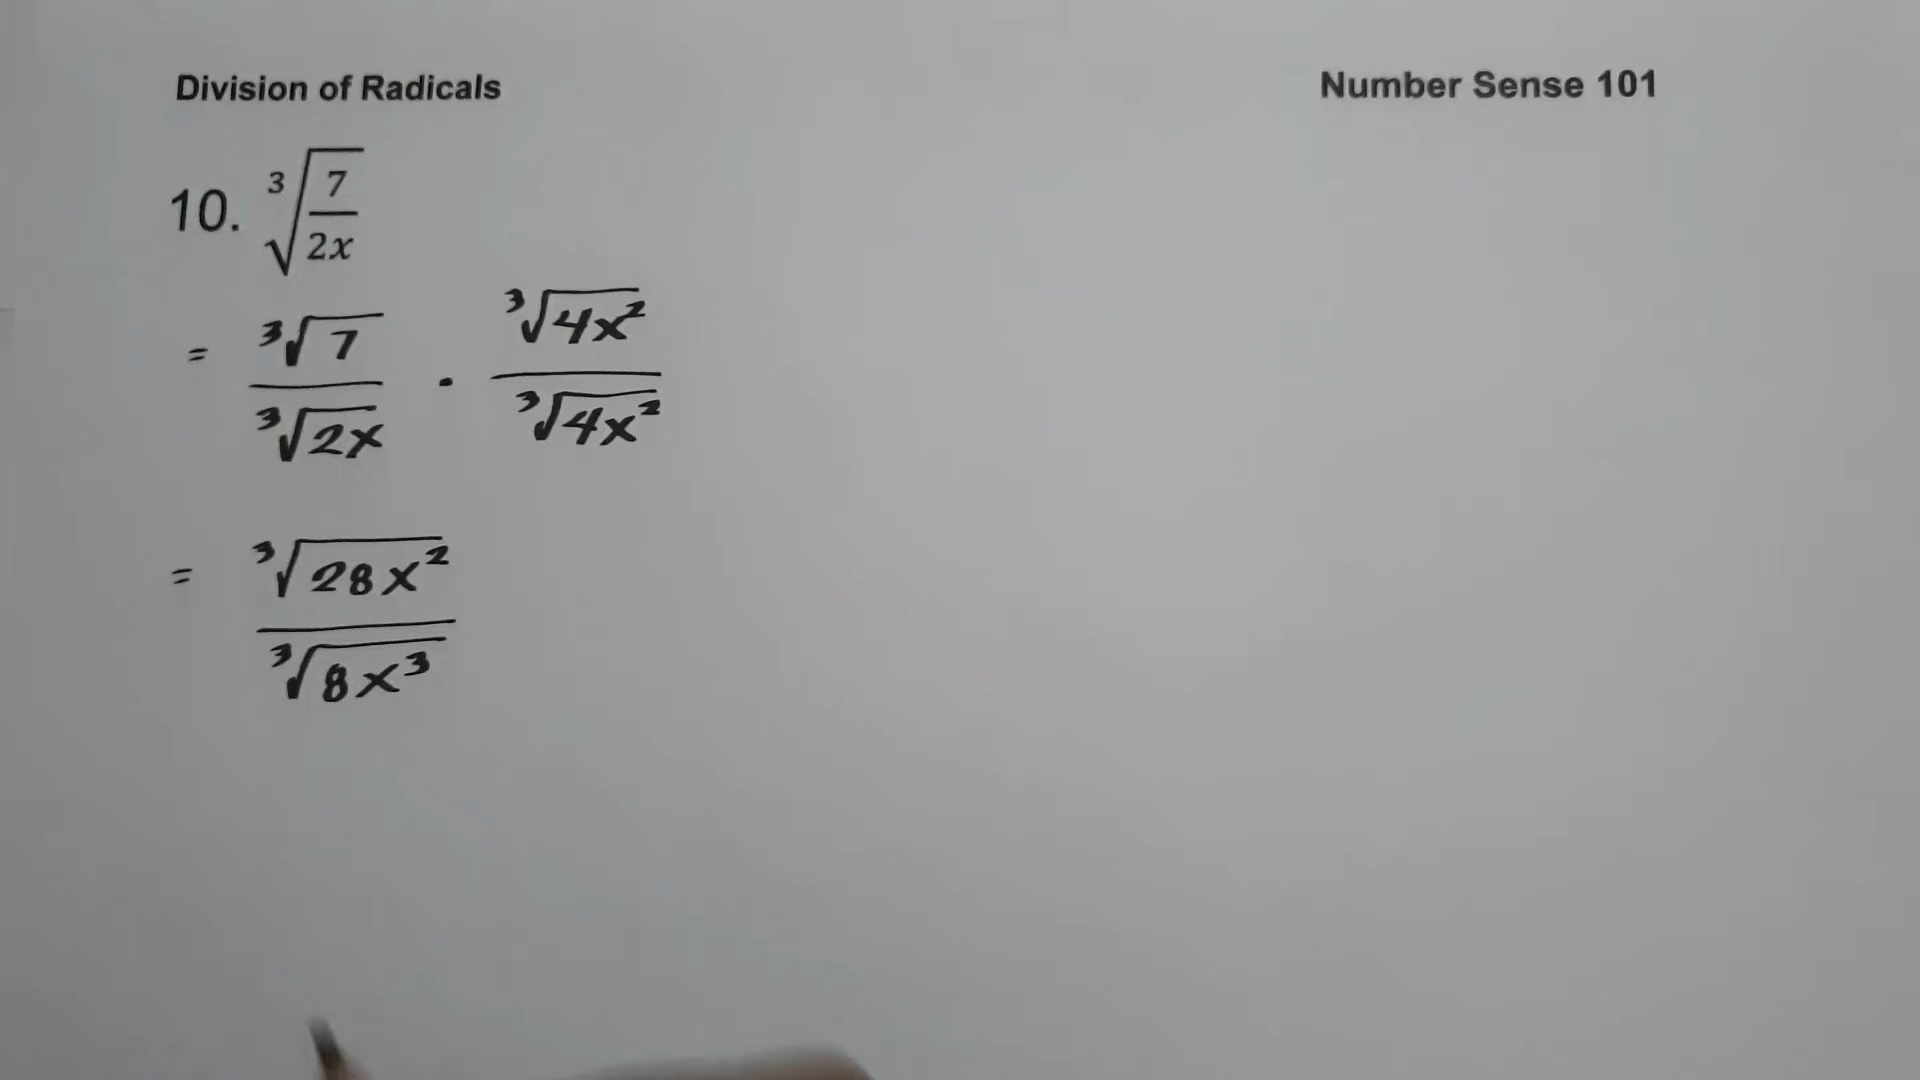 Division of Radicals
Number Sense 101
10. ∛(7/2x)
= ∛7/∛2x · ∛4x²/∛4x²
= ∛28x²/∛8x³